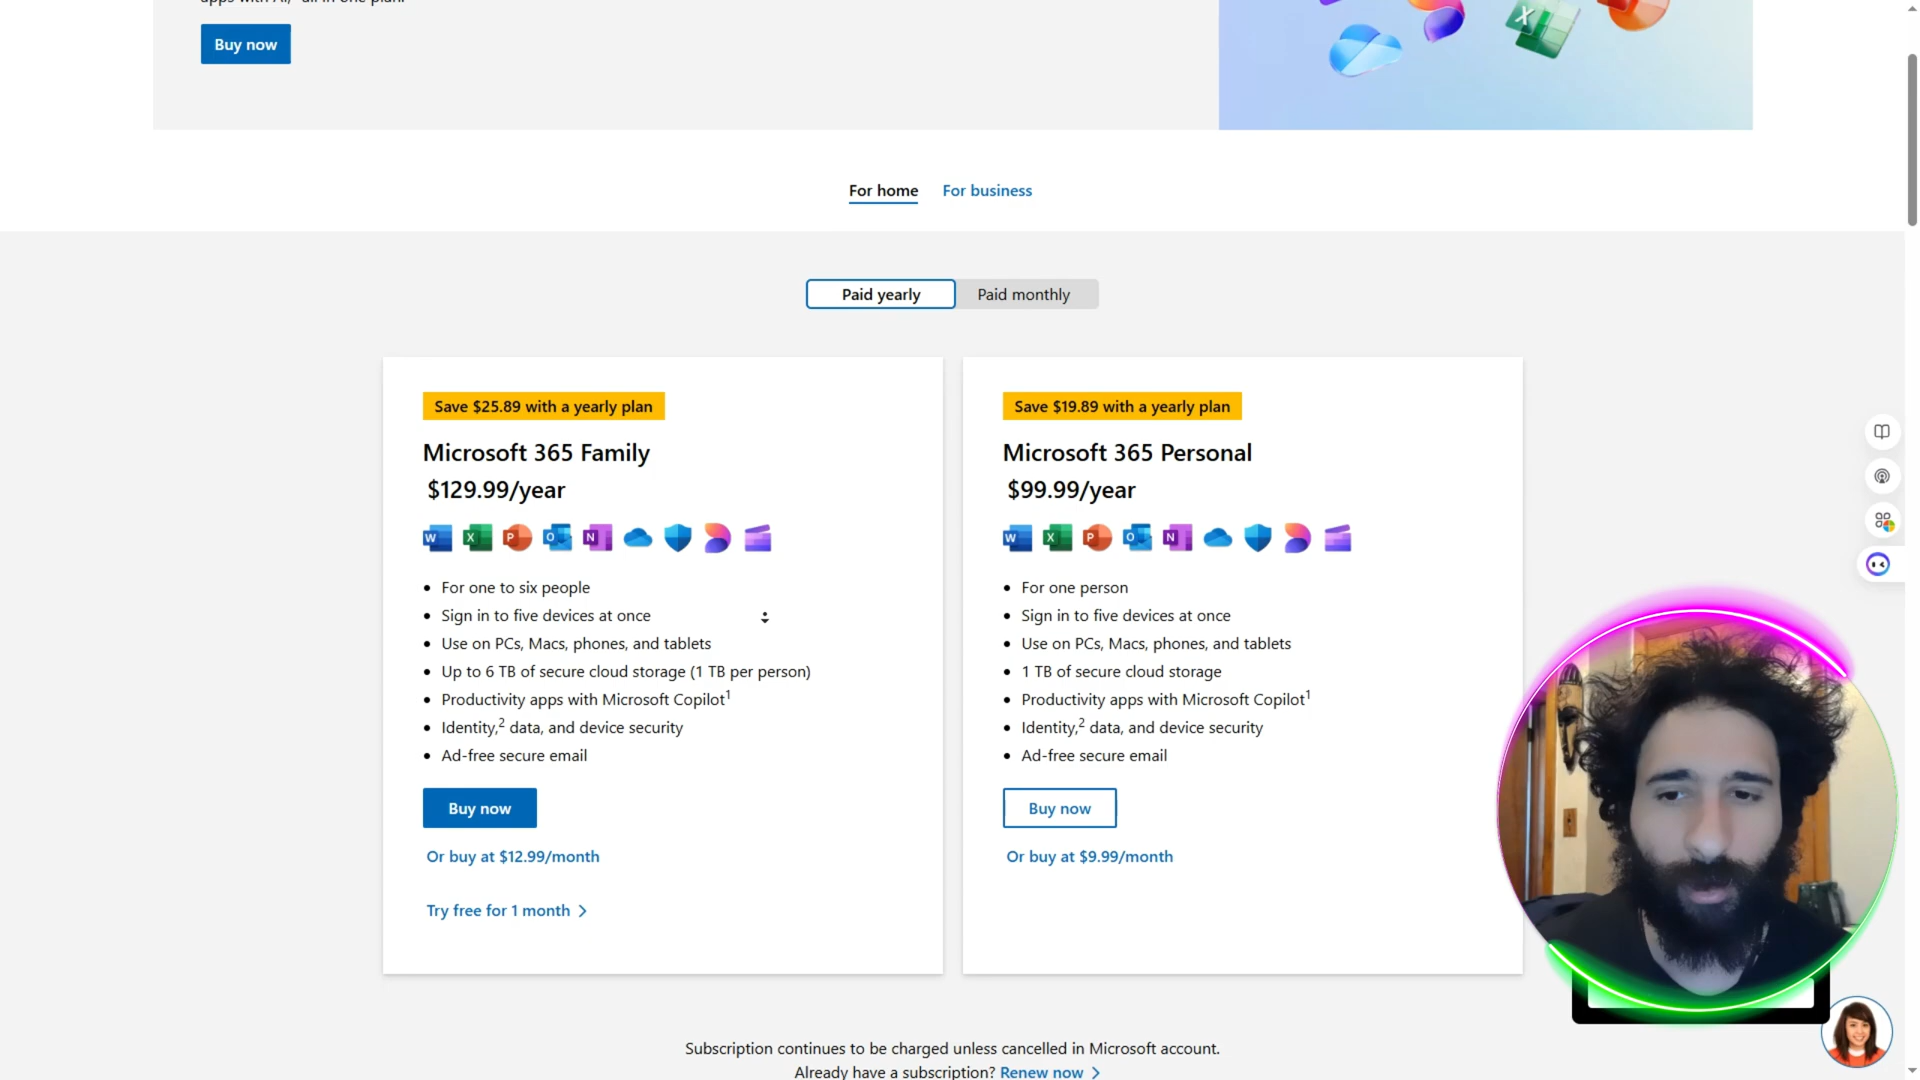 Buy now
For home For business
Paid yearly Paid monthly
Save $25.89 with a yearly plan
Microsoft 365 Family
$129.99/year
• For one to six people
• Sign in to five devices at once
• Use on PCs, Macs, phones, and tablets
• Up to 6 TB of secure cloud storage (1 TB per person)
• Productivity apps with Microsoft Copilot1
• Identity,2 data, and device security
• Ad-free secure email
Buy now
Or buy at $12.99/month
Try free for 1 month
Save $19.89 with a yearly plan
Microsoft 365 Personal
$99.99/year
• For one person
• Sign in to five devices at once
• Use on PCs, Macs, phones, and tablets
• 1 TB of secure cloud storage
• Productivity apps with Microsoft Copilot1
• Identity,2 data, and device security
• Ad-free secure email
Buy now
Or buy at $9.99/month
Subscription continues to be charged unless cancelled in Microsoft account.
Already have a subscription? Renew now